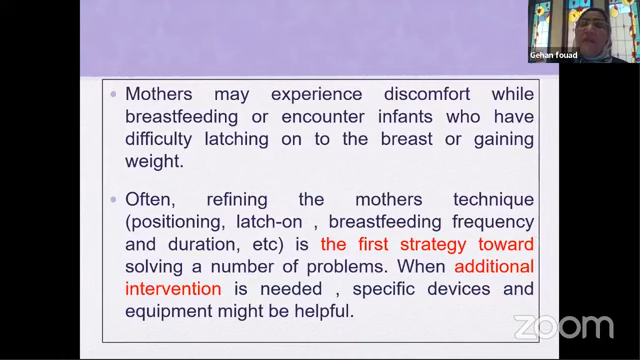 Gehan fouad
• Mothers may experience discomfort while
breastfeeding or encounter infants who have
difficulty latching on to the breast or gaining
weight.
• Often, refining the mothers technique
(positioning, latch-on , breastfeeding frequency
and duration, etc) is the first strategy toward
solving a number of problems. When additional
intervention is needed , specific devices and
equipment might be helpful.
zoom